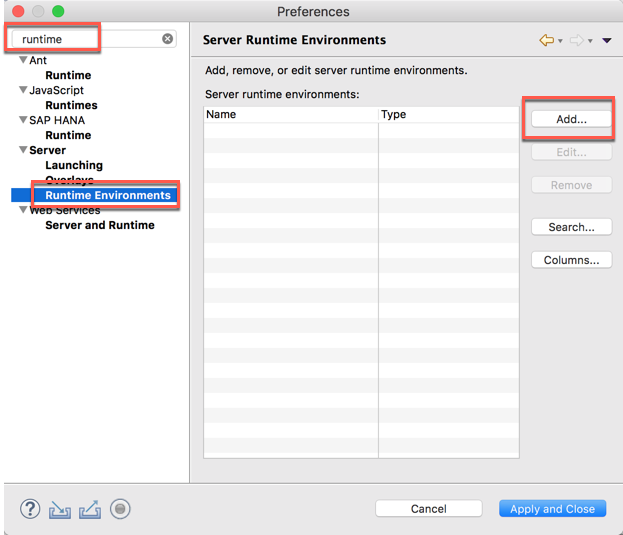 Preferences
runtime
Server Runtime Environments
Ant
Runtime
JavaScript
Runtimes
SAP HANA
Runtime
Server
Launching
Overlays
Runtime Environments
Web Services
Server and Runtime
Add, remove, or edit server runtime environments.
Server runtime environments:
Name Type
Add...
Edit...
Remove
Search...
Columns...
?
Cancel
Apply and Close